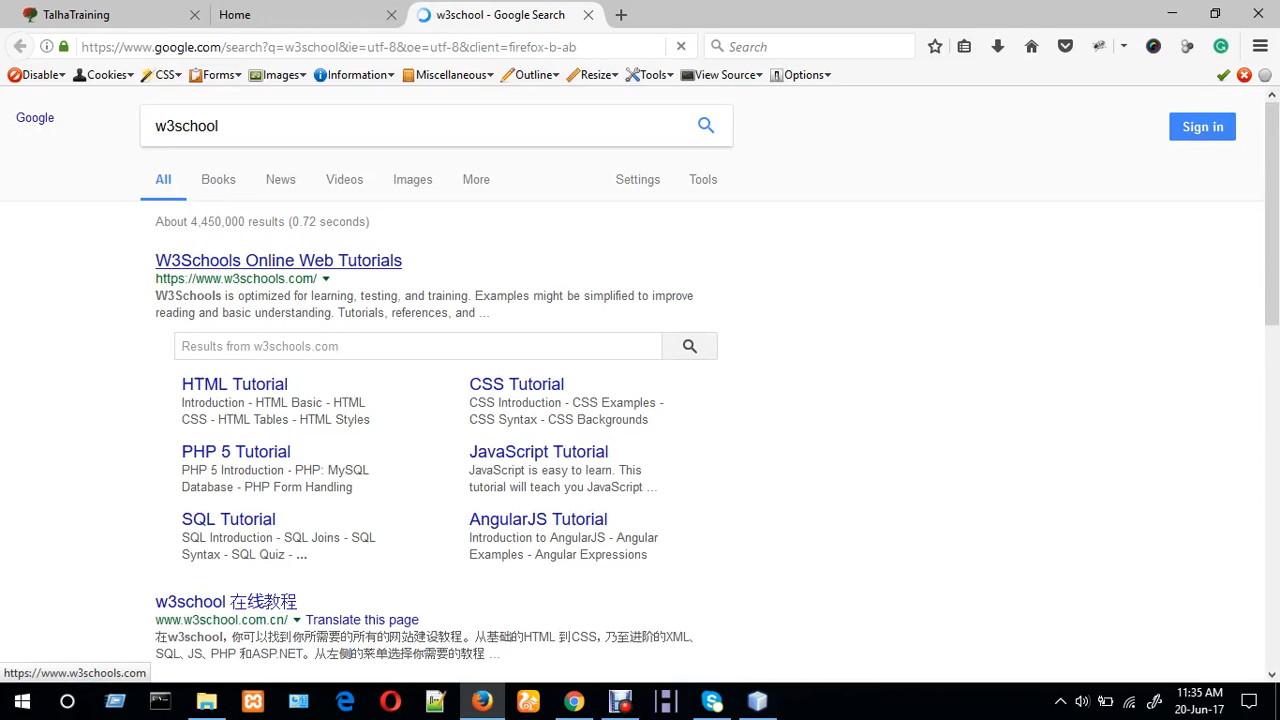 TalhaTraining
Home
w3school - Google Search
https://www.google.com/search?q=w3school&ie=utf-8&oe=utf-8&client=firefox-b-ab
Search
Disable Cookies CSS Forms Images Information Miscellaneous Outline Resize Tools View Source Options
Google
w3school
Sign in
All Books News Videos Images More Settings Tools
About 4,450,000 results (0.72 seconds)
W3Schools Online Web Tutorials
https://www.w3schools.com/
W3Schools is optimized for learning, testing, and training. Examples might be simplified to improve
reading and basic understanding. Tutorials, references, and ...
Results from w3schools.com
HTML Tutorial
Introduction - HTML Basic - HTML
CSS - HTML Tables - HTML Styles
CSS Tutorial
CSS Introduction - CSS Examples -
CSS Syntax - CSS Backgrounds
PHP 5 Tutorial
PHP 5 Introduction - PHP: MySQL
Database - PHP Form Handling
JavaScript Tutorial
JavaScript is easy to learn. This
tutorial will teach you JavaScript ...
SQL Tutorial
SQL Introduction - SQL Joins - SQL
Syntax - SQL Quiz - ...
AngularJS Tutorial
Introduction to AngularJS - Angular
Examples - Angular Expressions
w3school 在线教程
www.w3school.com.cn/ Translate this page
在w3school, 你可以找到你所需要的所有的网站建设教程。从基础的HTML 到CSS, 乃至进阶的XML、
SQL、JS、PHP 和ASP.NET。从左侧的菜单选择你需要的教程 ...
https://www.w3schools.com
11:35 AM
20-Jun-17